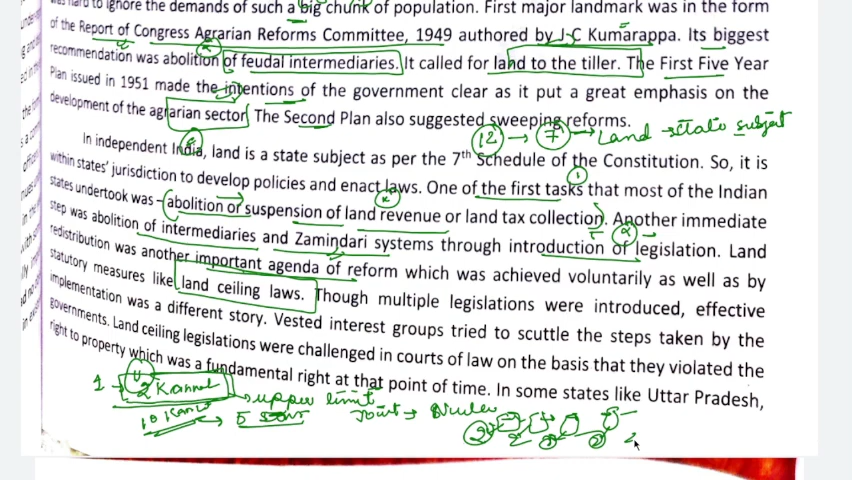 was hard to ignore the demands of such a big chunk of population. First major landmark was in the form
of the Report of Congress Agrarian Reforms Committee, 1949 authored by J C Kumarappa. Its biggest
recommendation was abolition of feudal intermediaries. It called for land to the tiller. The First Five Year
Plan issued in 1951 made the intentions of the government clear as it put a great emphasis on the
development of the agrarian sector. The Second Plan also suggested sweeping reforms.
12 → 7 → Land → state subject
In independent India, land is a state subject as per the 7th Schedule of the Constitution. So, it is
within states' jurisdiction to develop policies and enact laws. One of the first tasks that most of the Indian
states undertook was – abolition or suspension of land revenue or land tax collection. Another immediate
step was abolition of intermediaries and Zamindari systems through introduction of legislation. Land
redistribution was another important agenda of reform which was achieved voluntarily as well as by
statutory measures like land ceiling laws. Though multiple legislations were introduced, effective
implementation was a different story. Vested interest groups tried to scuttle the steps taken by the
governments. Land ceiling legislations were challenged in courts of law on the basis that they violated the
right to property which was a fundamental right at that point of time. In some states like Uttar Pradesh,
1 → 2 Kannel → upper limit
10 → 5 Joint →
2 2 2 2